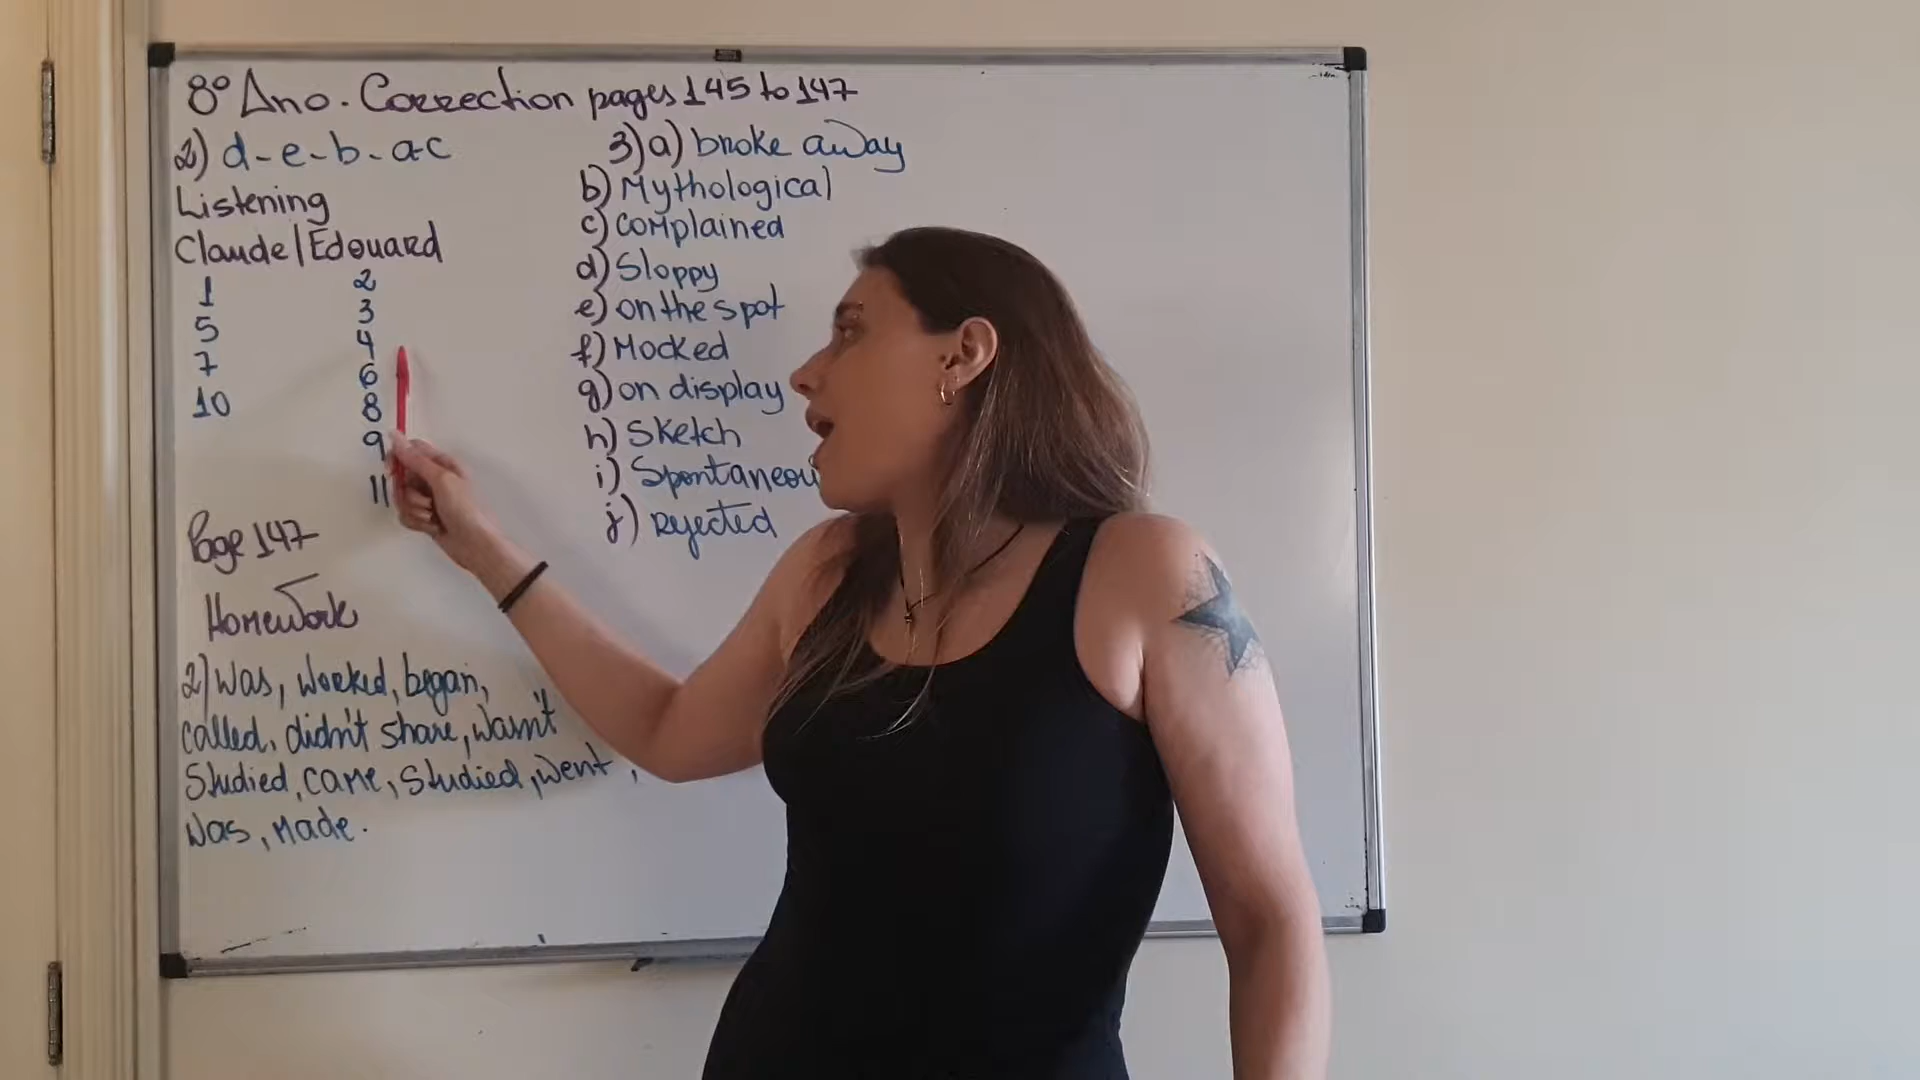 8º Ano. Correction pages 145 to 147
2) d-e-b-a-c
Listening
Claude/Edouard
1 2
5 3
7 4
10 6
8
9
11
3)a) broke away
b) Mythological
c) complained
d) Sloppy
e) on the spot
f) Mocked
g) on display
h) Sketch
i) Spontaneou
j) rejected
Page 147
Homework
2) Was, worked, began,
called, didn't share, wasn't
Studied, came, studied, went,
was, made.